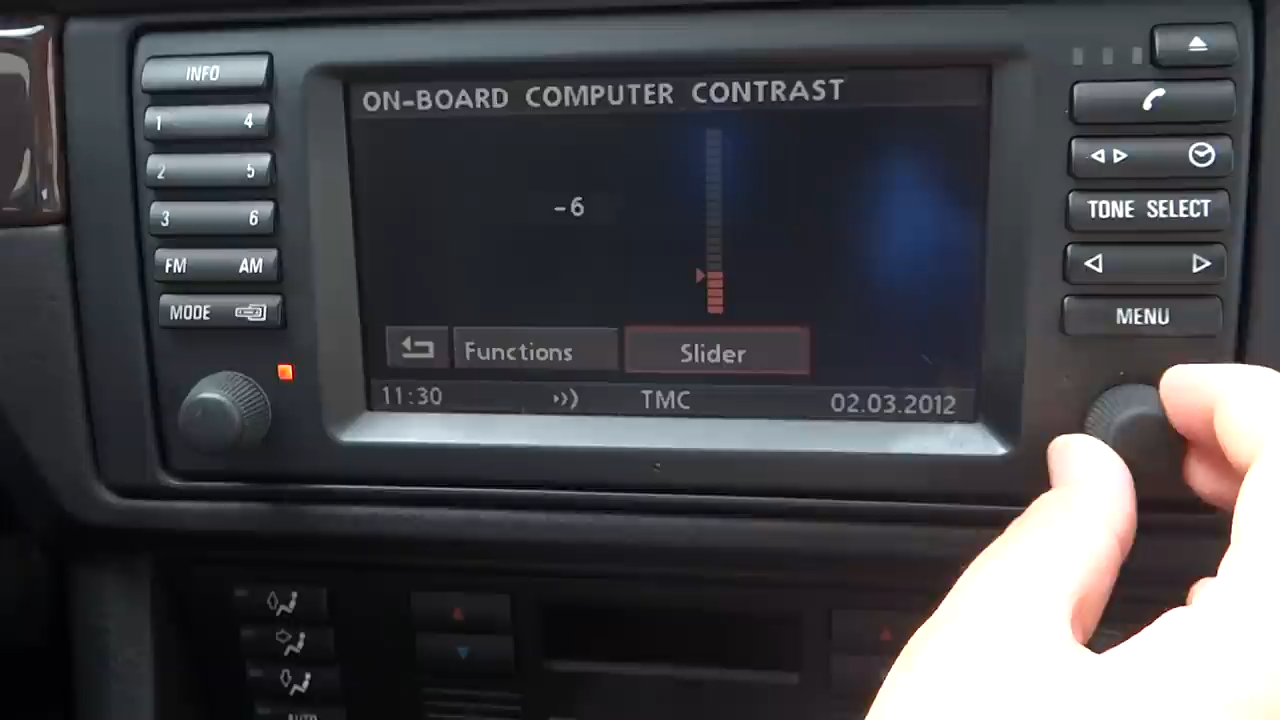 INFO
1 4
2 5
3 6
FM AM
MODE
ON-BOARD COMPUTER CONTRAST
-6
Functions
Slider
11:30 TMC 02.03.2012
TONE SELECT
MENU
AUTO